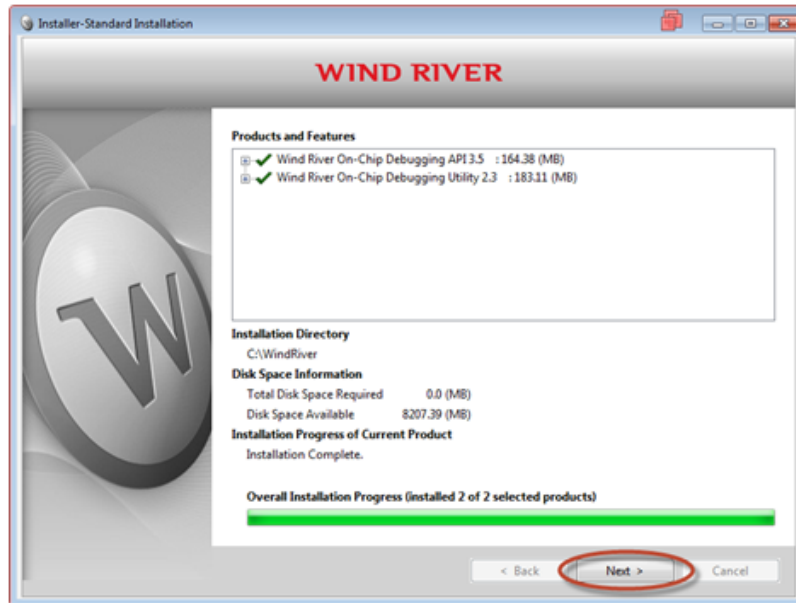 Installer-Standard Installation
WIND RIVER
Products and Features
Wind River On-Chip Debugging API 3.5 : 164.38 (MB)
Wind River On-Chip Debugging Utility 2.3 : 183.11 (MB)
W
Installation Directory
C:\WindRiver
Disk Space Information
Total Disk Space Required 0.0 (MB)
Disk Space Available 8207.39 (MB)
Installation Progress of Current Product
Installation Complete.
Overall Installation Progress (installed 2 of 2 selected products)
< Back Next > Cancel